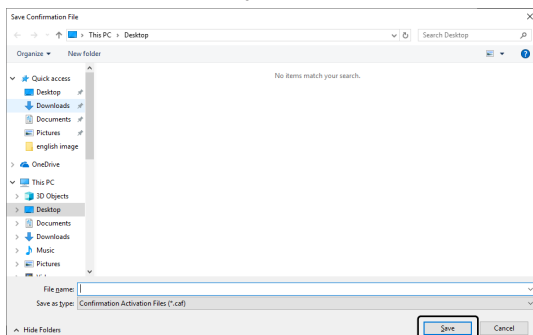 Save Confirmation File
This PC > Desktop
Search Desktop
Organize
New folder
No items match your search.
Quick access
Desktop
Downloads
Documents
Pictures
english image
OneDrive
This PC
3D Objects
Desktop
Documents
Downloads
Music
Pictures
File name:
Save as type: Confirmation Activation Files (*.caf)
Hide Folders
Save
Cancel